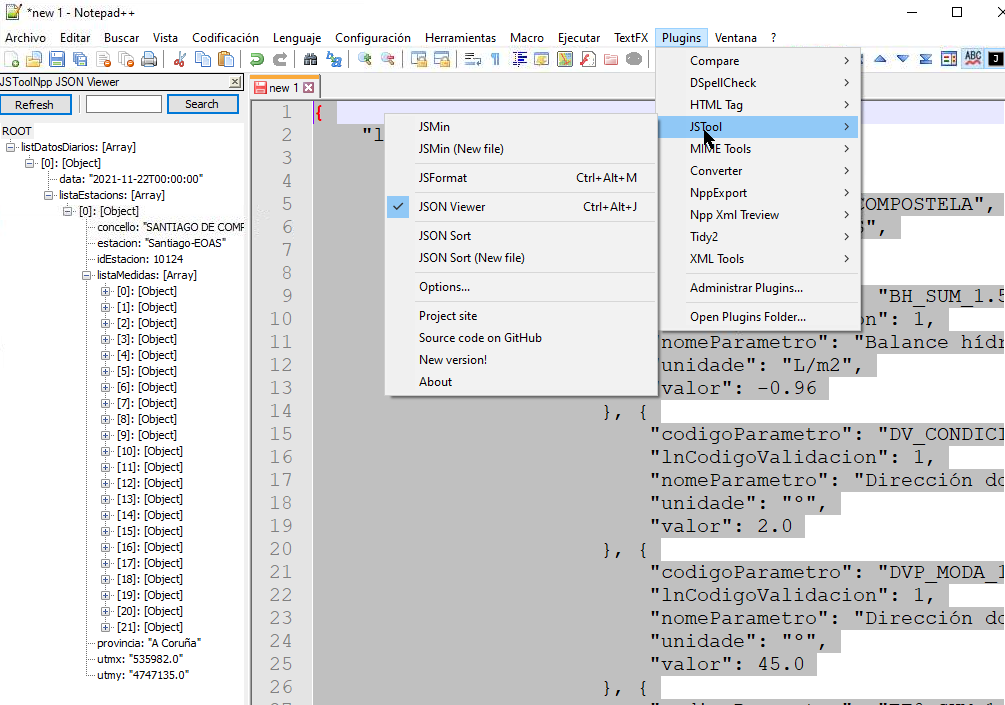 *new 1 - Notepad++
Archivo Editar Buscar Vista Codificación Lenguaje Configuración Herramientas Macro Ejecutar TextFX Plugins Ventana ?
JSToolNpp JSON Viewer
Refresh Search
ROOT
listDatosDiarios: [Array]
[0]: [Object]
data: "2021-11-22T00:00:00"
listaEstacions: [Array]
[0]: [Object]
concello: "SANTIAGO DE COMP
estacion: "Santiago-EOAS"
idEstacion: 10124
listaMedidas: [Array]
[0]: [Object]
[1]: [Object]
[2]: [Object]
[3]: [Object]
[4]: [Object]
[5]: [Object]
[6]: [Object]
[7]: [Object]
[8]: [Object]
[9]: [Object]
[10]: [Object]
[11]: [Object]
[12]: [Object]
[13]: [Object]
[14]: [Object]
[15]: [Object]
[16]: [Object]
[17]: [Object]
[18]: [Object]
[19]: [Object]
[20]: [Object]
[21]: [Object]
provincia: "A Coruña"
utmx: "535982.0"
utmy: "4747135.0"
new 1
ABC
J
JSMin
JSMin (New file)
JSFormat Ctrl+Alt+M
JSON Viewer Ctrl+Alt+J
JSON Sort
JSON Sort (New file)
Options...
Project site
Source code on GitHub
New version!
About
Compare
DSpellCheck
HTML Tag
JSTool
MIME Tools
Converter
NppExport
Npp Xml Treview
Tidy2
XML Tools
Administrar Plugins...
Open Plugins Folder...
1 {
2 "l
3
4
5 COMPOSTELA",
6 ",
7
8
9 "BH_SUM_1.5
10 on": 1,
11 "nomeParametro": "Balance hídr
12 "unidade": "L/m2",
13 "valor": -0.96
14 }, {
15 "codigoParametro": "DV_CONDICI
16 "lnCodigoValidacion": 1,
17 "nomeParametro": "Dirección do
18 "unidade": "º",
19 "valor": 2.0
20 }, {
21 "codigoParametro": "DVP_MODA_1
22 "lnCodigoValidacion": 1,
23 "nomeParametro": "Dirección do
24 "unidade": "º",
25 "valor": 45.0
26 }, {